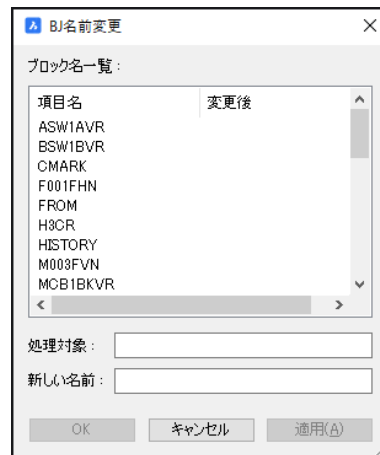 BJ名前変更
ブロック名一覧:
項目名 変更後
ASW1AVR
BSW1BVR
CMARK
F001FHN
FROM
H3CR
HISTORY
M003FVN
MCB1BKVR
処理対象:
新しい名前:
OK キャンセル 適用(A)